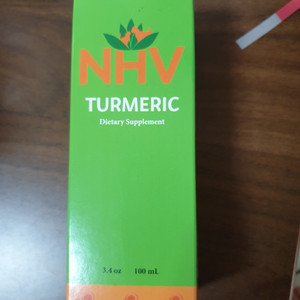 NHV
TURMERIC
Dietary Supplement
3.4 oz 100 mL